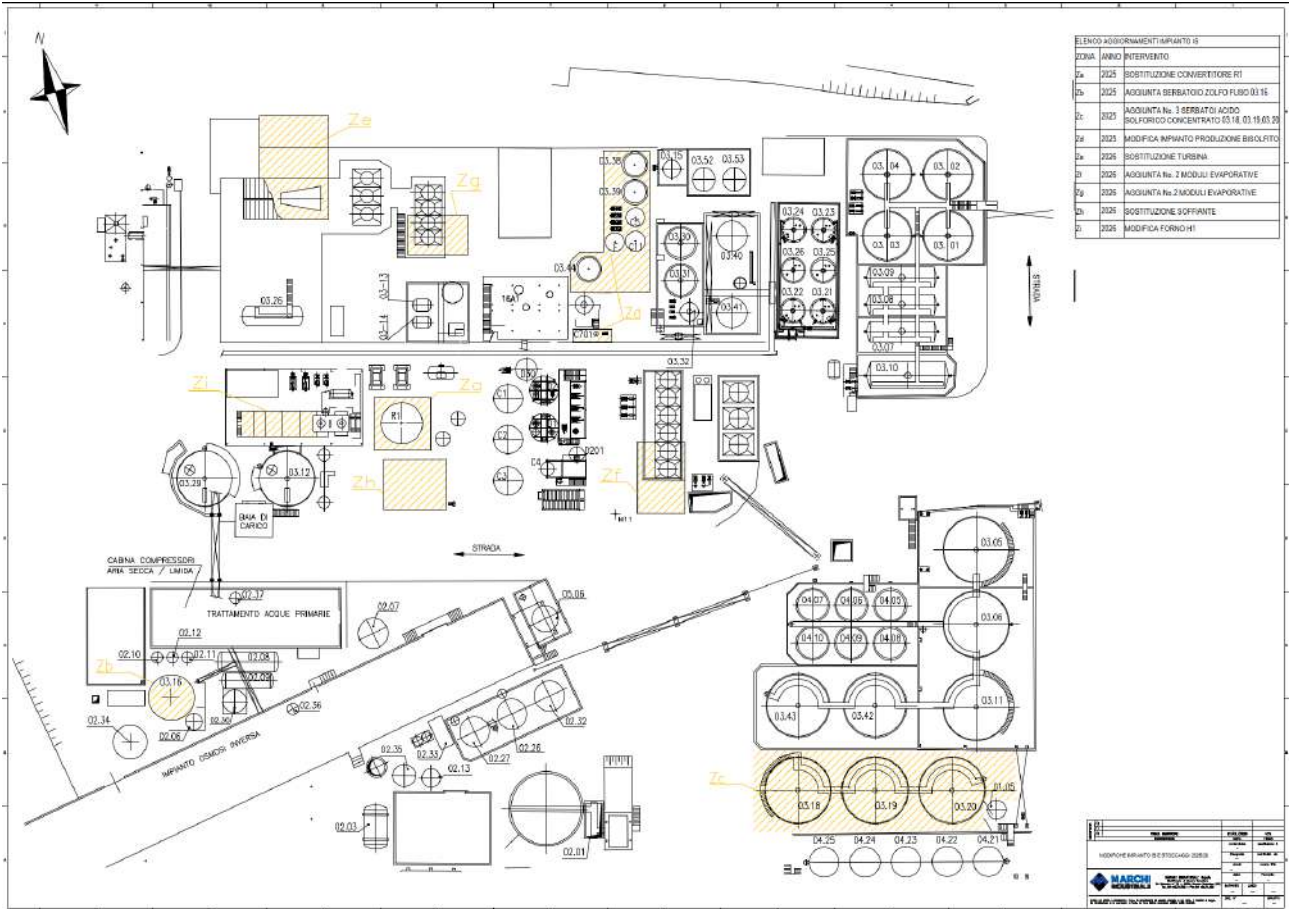 N
ELENCO AGGIORNAMENTI IMPIANTO IS
ZONA ANNO INTERVENTO
Za 2025 SOSTITUZIONE CONVERTITORE R1
Zb 2025 AGGIUNTA SERBATOIO ZOLFO FUSO 03.16
Zc 2025 AGGIUNTA No. 3 SERBATOI ACIDO
SOLFORICO CONCENTRATO 03.18, 03.19,03.20
Zd 2025 MODIFICA IMPIANTO PRODUZIONE BISOLFITO
Ze 2026 SOSTITUZIONE TURBINA
Zf 2026 AGGIUNTA No. 2 MODULI EVAPORATIVE
Zg 2026 AGGIUNTA No.2 MODULI EVAPORATIVE
Zh 2026 SOSTITUZIONE SOFFIANTE
Zi 2026 MODIFICA FORNO H1
Ze
Zg
03.38
03.39
03.15
03.52 03.53
03.04 03.02
03.03 03.01
03.24 03.23
03.26 03.25
03.22 03.21
03.30
03.31
03.40
03.41
03.44
03.09
03.08
03.07
03.10
STRADA
03.26
03-13
03-14
16A
C701
03.32
Zi
Za
R1
C1
C2
C3
C4
D201
Zh
Zf
M11
03.29
03.12
BAIA DI
CARICO
STRADA
CABINA COMPRESSORI
ARIA SECCA / UMIDA
TRATTAMENTO ACQUE PRIMARIE
02.37
02.07
05.06
02.12
02.10
02.11
02.08
02.09
Zb
03.16
02.06
02.34
02.36
IMPIANTO OSMOSI INVERSA
02.32
02.26
02.27
02.33
02.35
02.13
02.03
02.01
03.05
03.06
03.11
04.07 04.06 04.05
04.10 04.09 04.08
03.43
03.42
Zc
03.18
03.19
03.20
01.05
04.25 04.24 04.23 04.22 04.21
MODIFICHE IMPIANTO IS E STOCCAGGI 2025/26
MARCHI
INDUSTRIALE